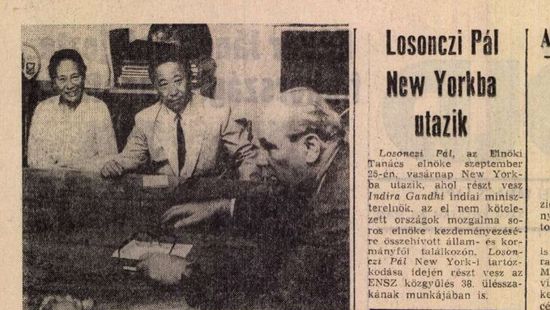 Losonczi Pál
New Yorkba
utazik
Losonczi Pál, az Elnöki
Tanács elnöke szeptember
25-én, vasárnap New York-
ba utazik, ahol részt vesz
Indira Gandhi indiai minisz-
terelnök, az el nem kötele-
zett országok mozgalma so-
ros elnöke kezdeményezésé-
re összehívott állam- és kor-
mányfői találkozón. Loson-
czi Pál New York-i tartóz-
kodása idején részt vesz az
ENSZ közgyűlés 38. üléssza-
kának munkájában is.